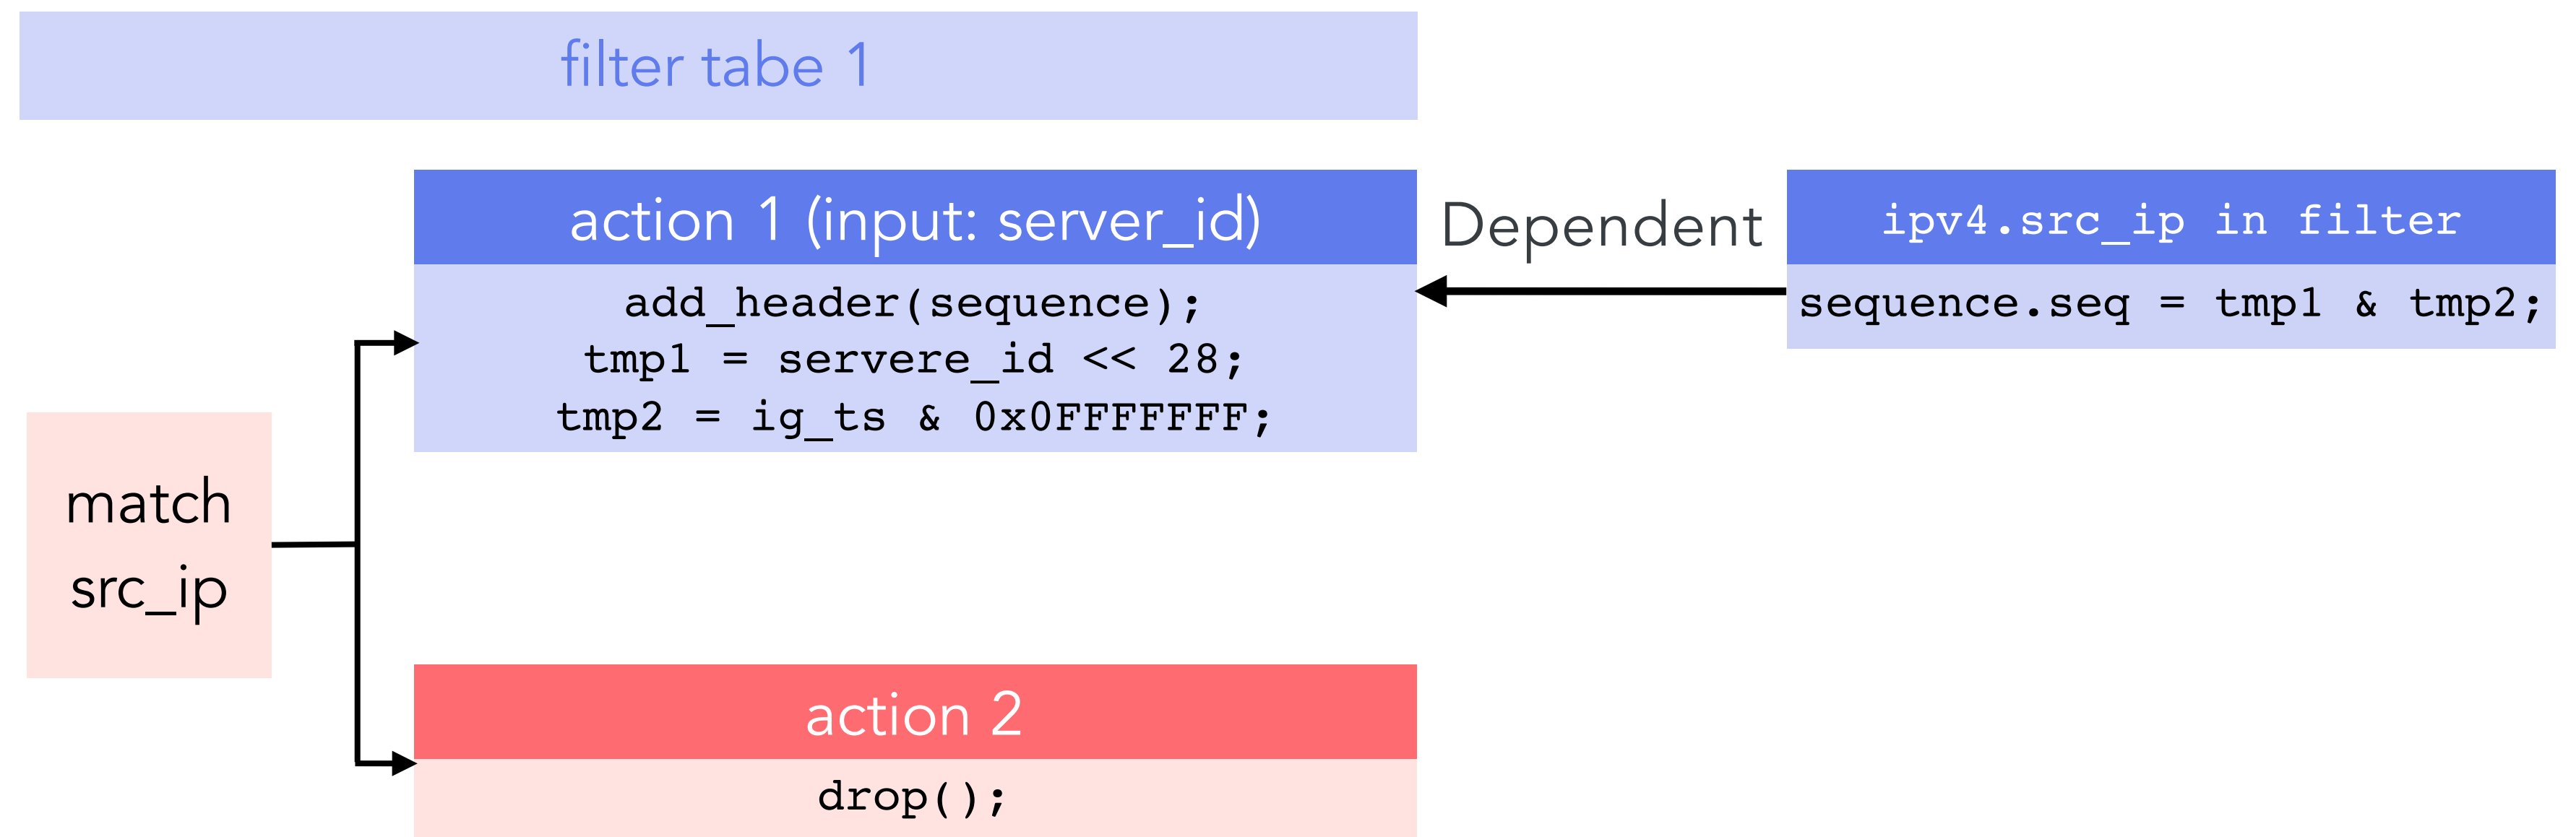 filter tabe 1
action 1 (input: server_id)
add_header(sequence);
tmp1 = servere_id << 28;
tmp2 = ig_ts & 0x0FFFFFFF;
Dependent
ipv4.src_ip in filter
sequence.seq = tmp1 & tmp2;
match
src_ip
action 2
drop();